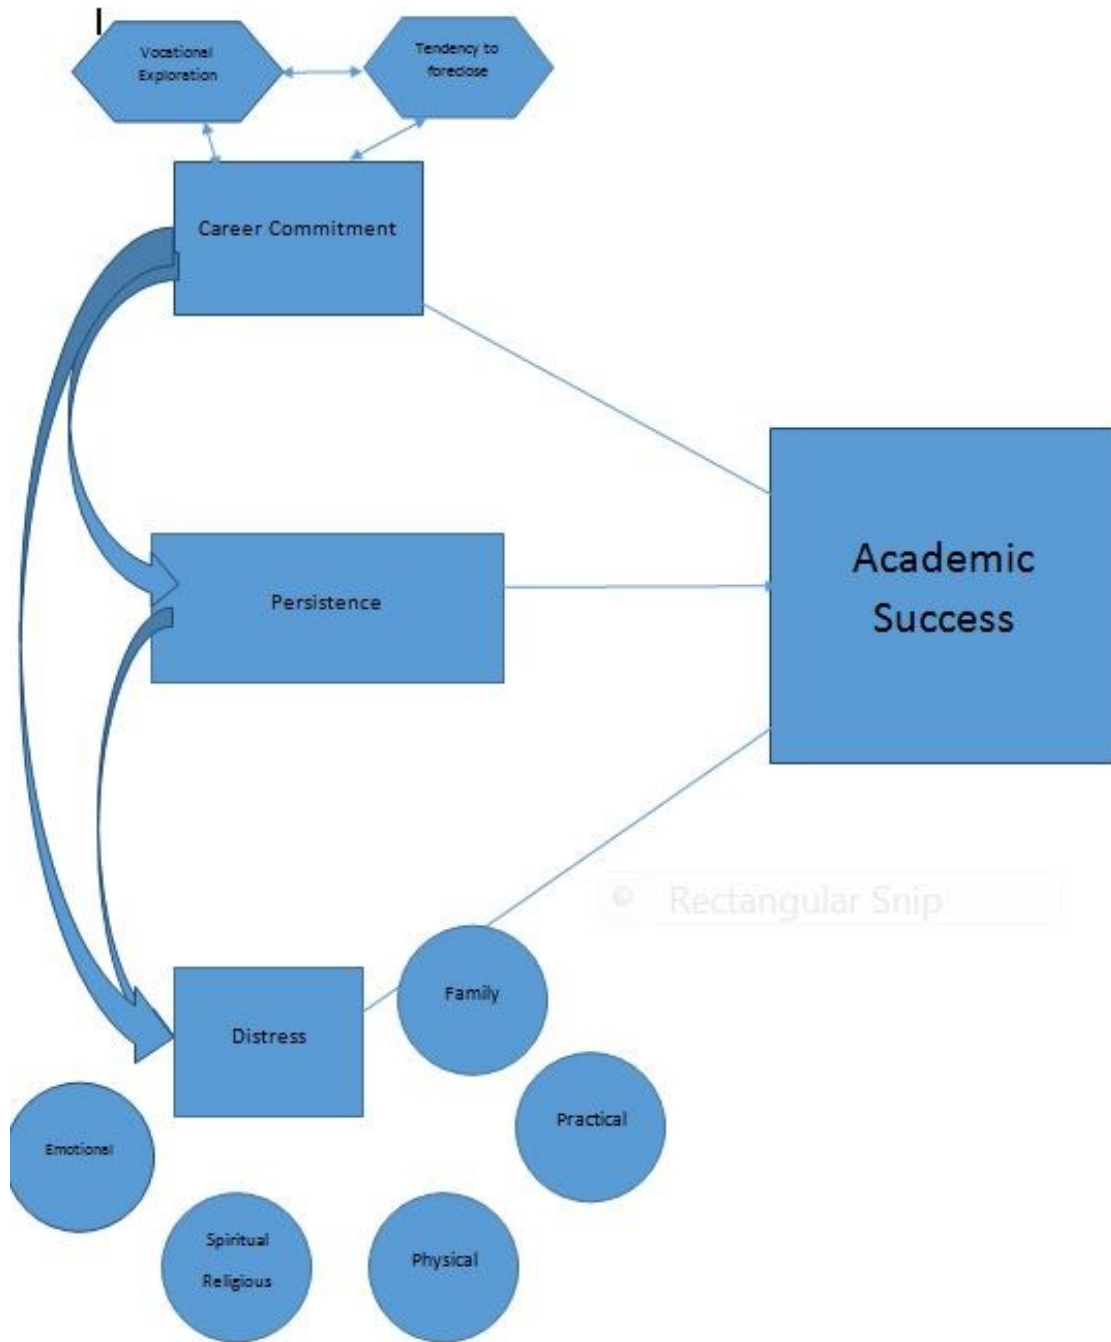 Vocational
Exploration
Tendency to
foreclose
Career Commitment
Academic
Success
Persistence
Rectangular Snip
Family
Distress
Practical
Emotional
Spiritual
Religious
Physical